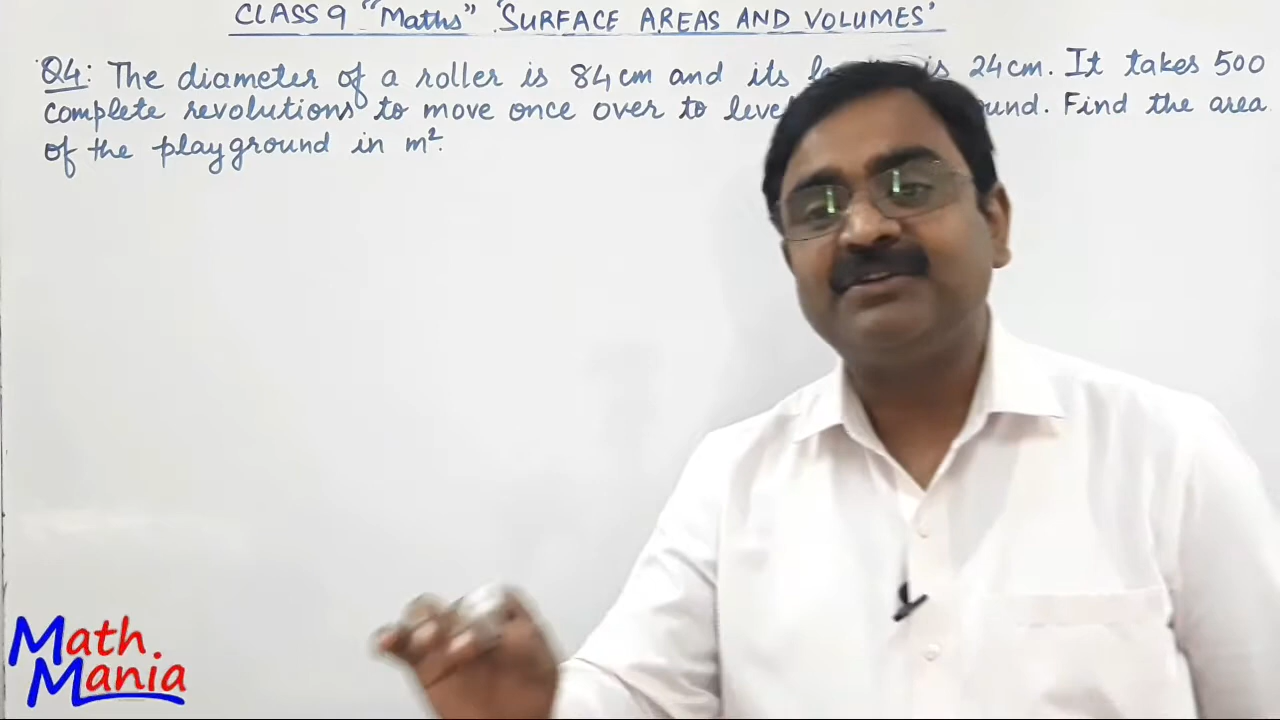 CLASS 9 "Maths" 'SURFACE AREAS AND VOLUMES'
Q4: The diameter of a roller is 84 cm and its is 24 cm. It takes 500
complete revolutions to move once over to Find the area
of the playground in m².
Math
Mania